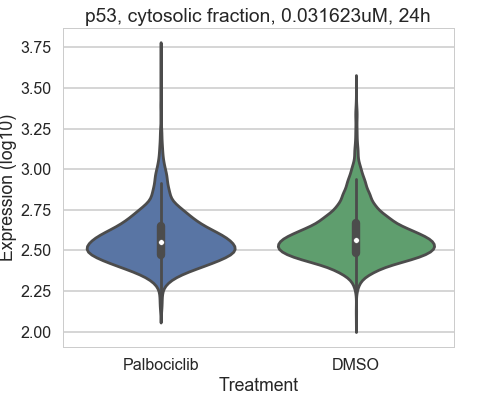 p53, cytosolic fraction, 0.031623uM, 24h
Expression (log10)
3.75
3.50
3.25
3.00
2.75
2.50
2.25
2.00
Palbociclib DMSO
Treatment